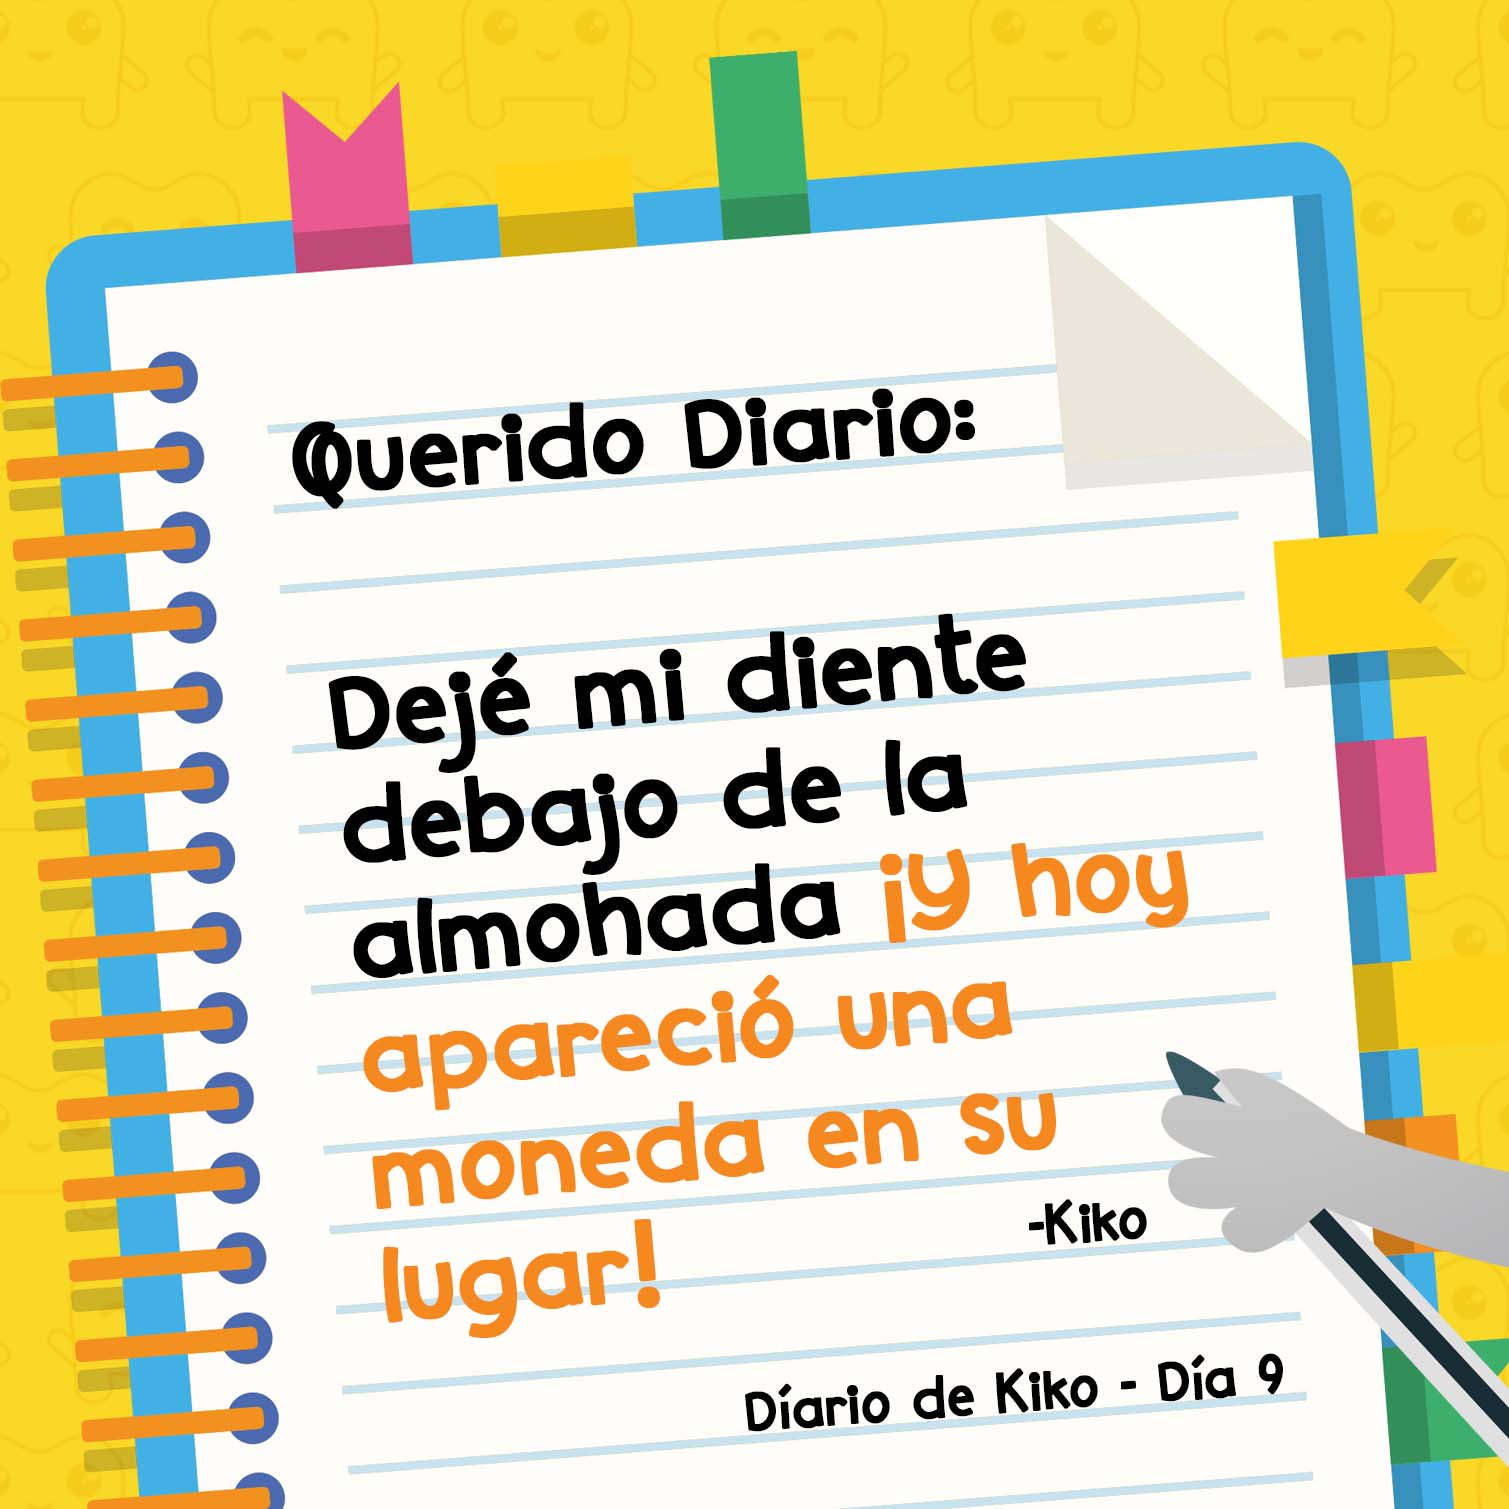 Querido Diario:
Dejé mi diente
debajo de la
almohada ¡Y hoy
apareció una
moneda en su
lugar!
-Kiko
Díario de Kiko - Día 9